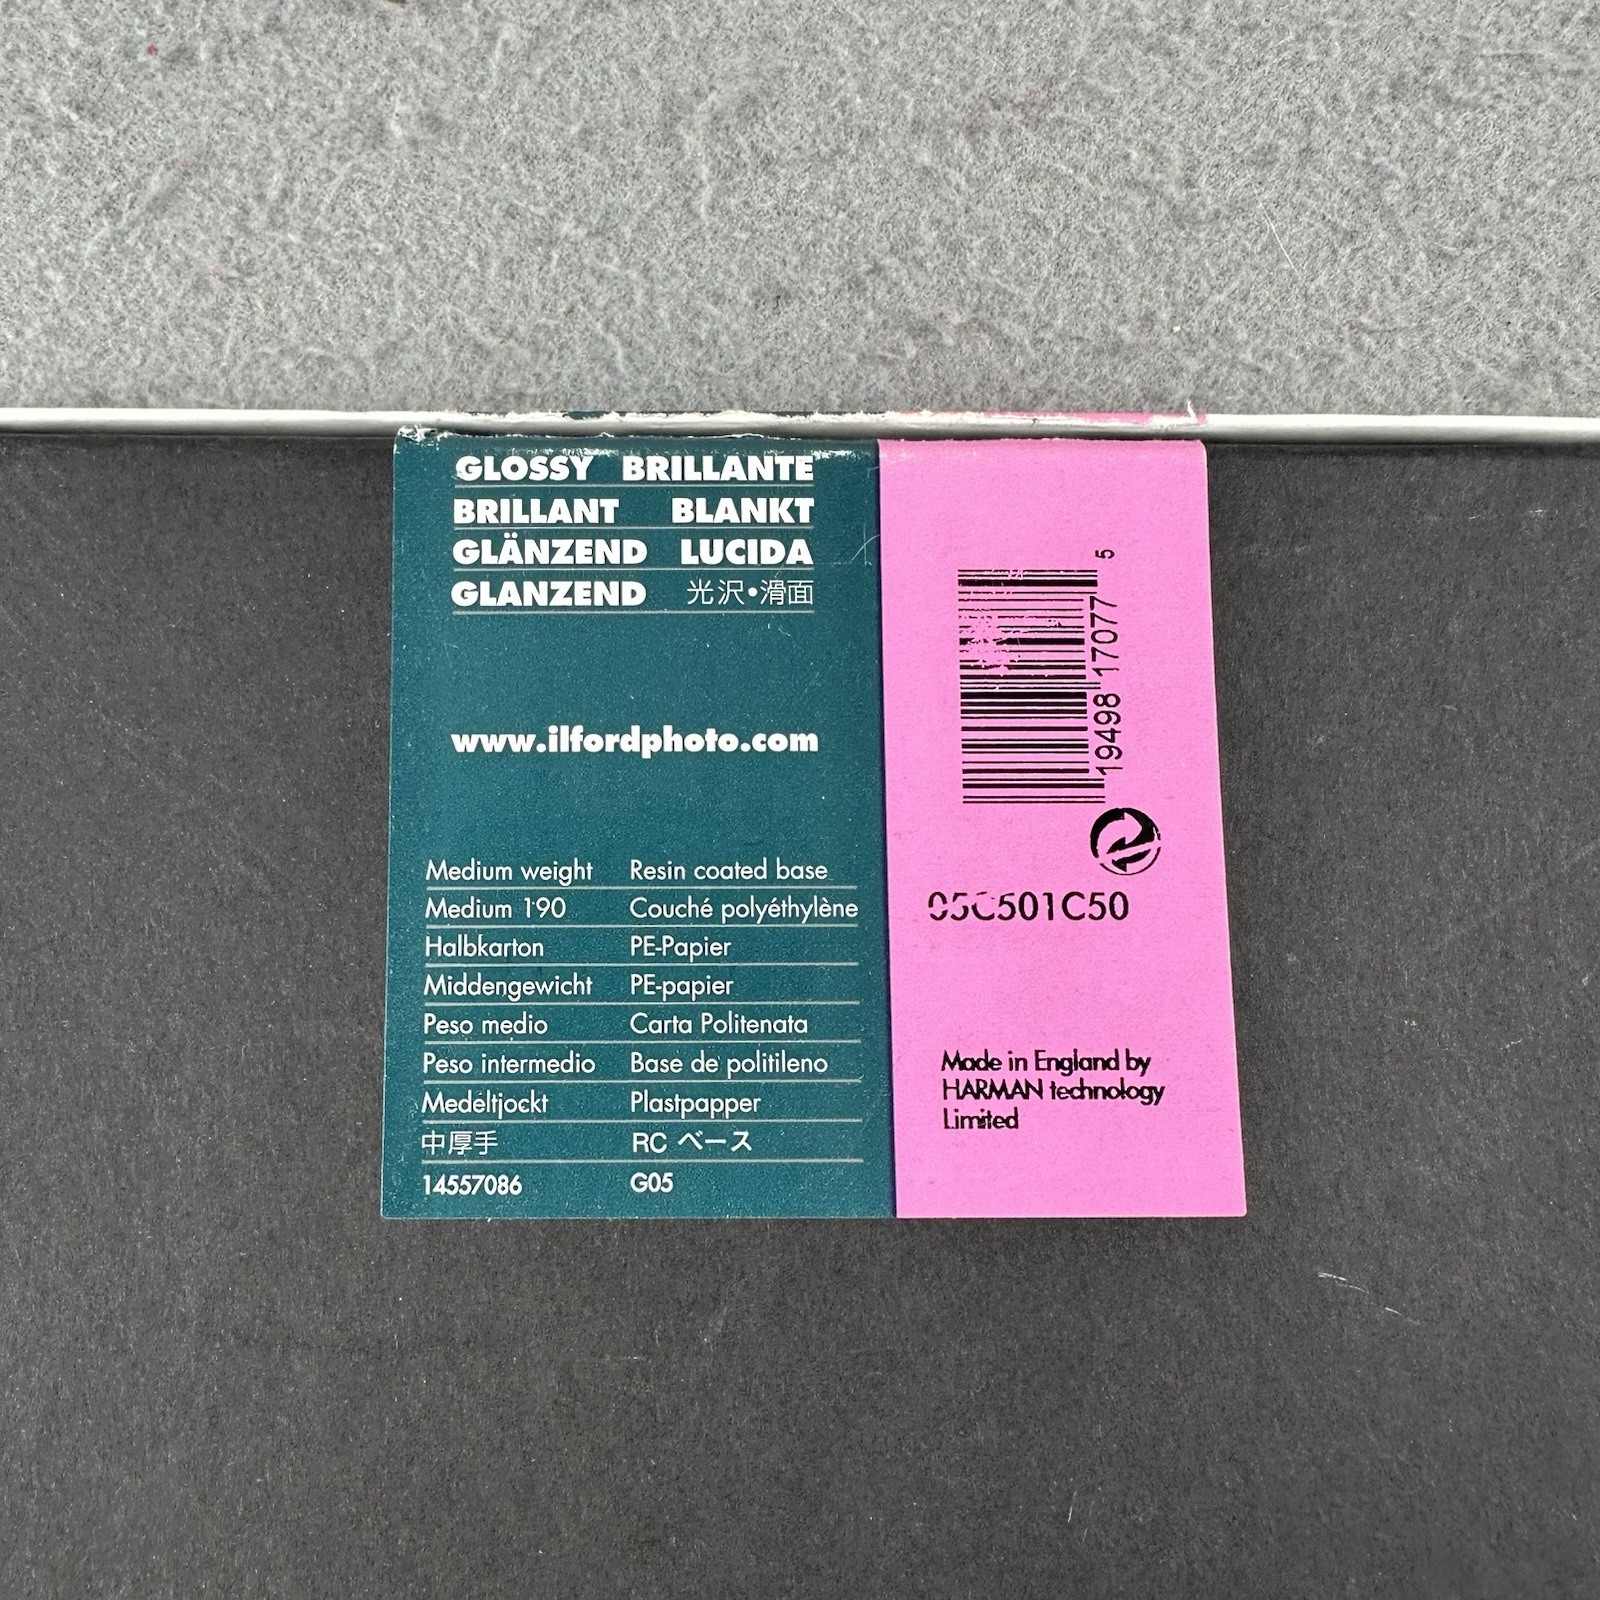 GLOSSY BRILLANTE
BRILLANT BLANKT
GLÄNZEND LUCIDA
GLANZEND 光沢•滑面
www.ilfordphoto.com
Medium weight Resin coated base
Medium 190 Couché polyéthylène
Halbkarton PE-Papier
Middengewicht PE-papier
Peso medio Carta Politenata
Peso intermedio Base de politileno
Medeltjockt Plastpapper
中厚手 RC ベース
14557086 G05
19498 17077 5
05C501C50
Made in England by
HARMAN technology
Limited